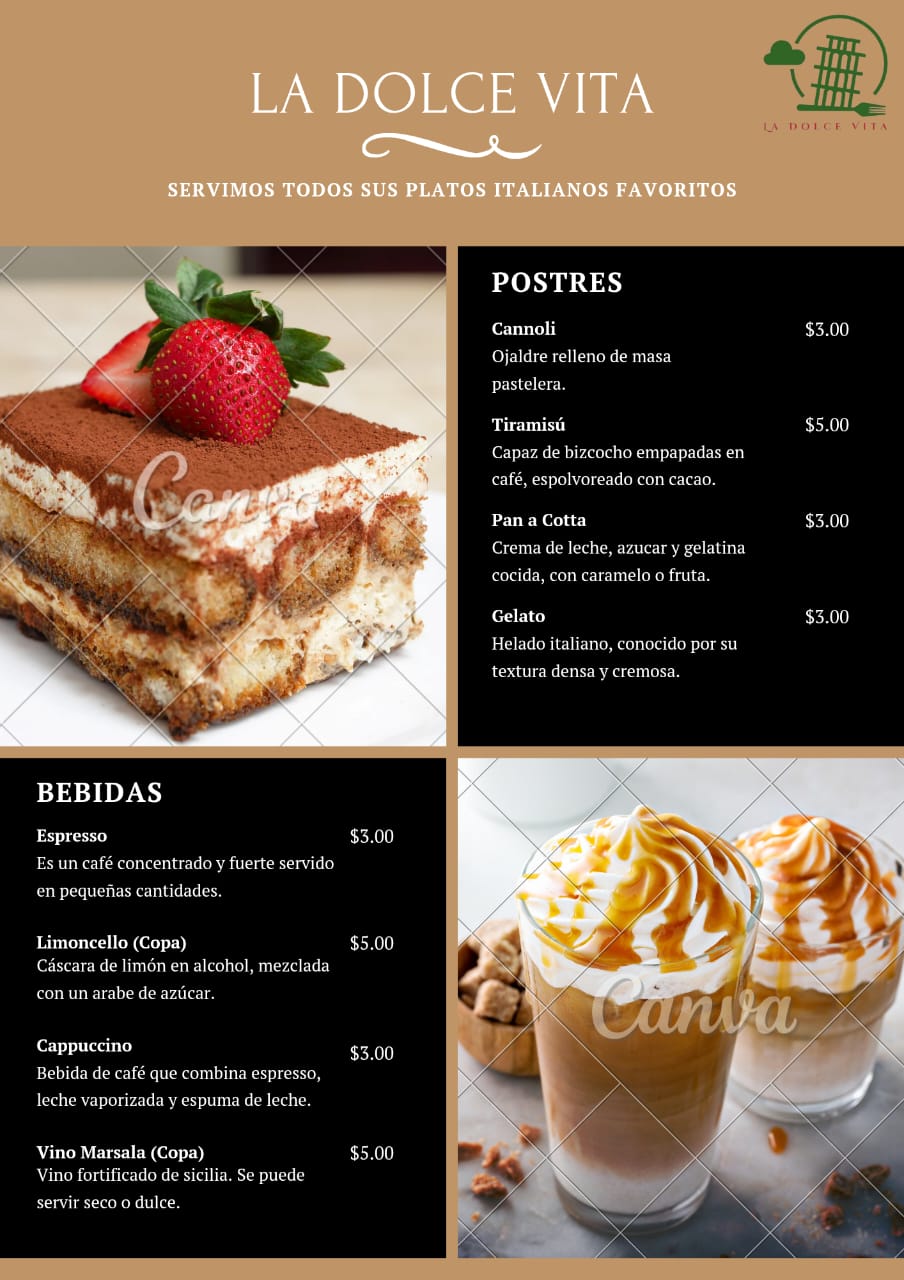 LA DOLCE VITA
LA DOLCE VITA
SERVIMOS TODOS SUS PLATOS ITALIANOS FAVORITOS
Canva
POSTRES
Cannoli $3.00
Ojaldre relleno de masa
pastelera.
Tiramisú $5.00
Capaz de bizcocho empapadas en
café, espolvoreado con cacao.
Pan a Cotta $3.00
Crema de leche, azucar y gelatina
cocida, con caramelo o fruta.
Gelato $3.00
Helado italiano, conocido por su
textura densa y cremosa.
BEBIDAS
Espresso $3.00
Es un café concentrado y fuerte servido
en pequeñas cantidades.
Limoncello (Copa) $5.00
Cáscara de limón en alcohol, mezclada
con un arabe de azúcar.
Cappuccino $3.00
Bebida de café que combina espresso,
leche vaporizada y espuma de leche.
Vino Marsala (Copa) $5.00
Vino fortificado de sicilia. Se puede
servir seco o dulce.
Canva